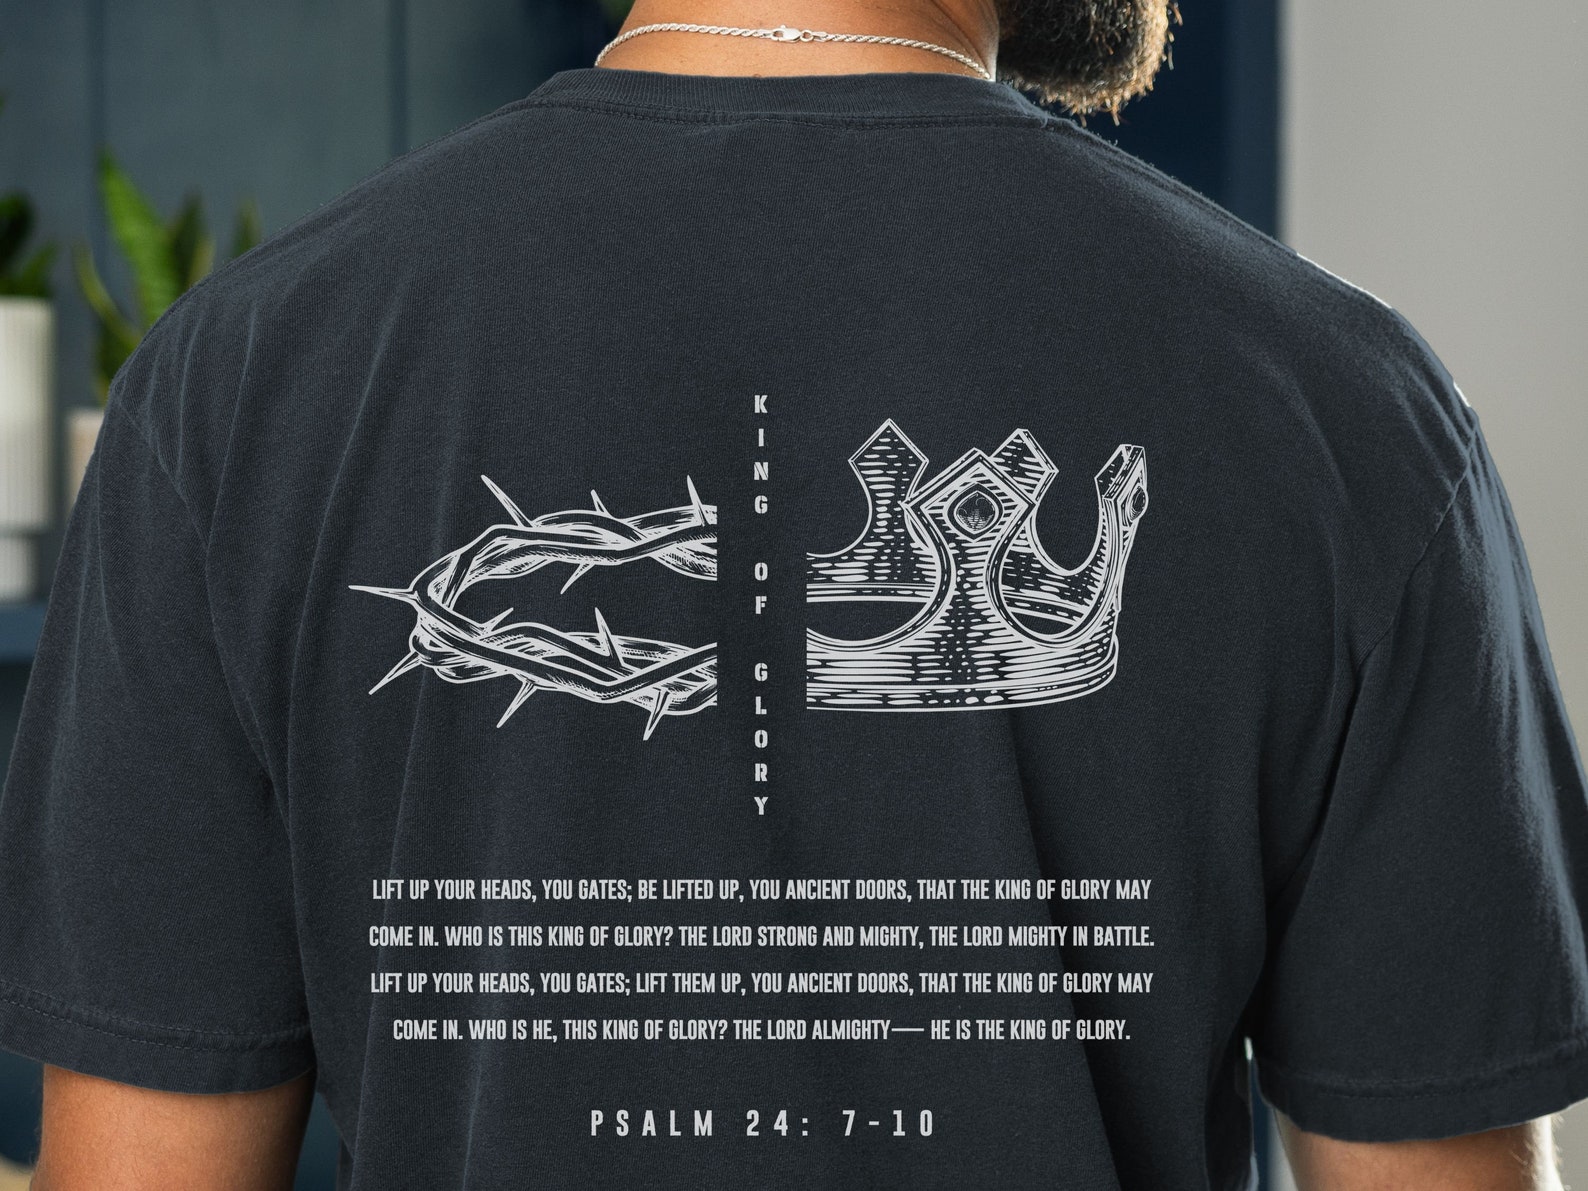 KING OF GLORY
LIFT UP YOUR HEADS, YOU GATES; BE LIFTED UP, YOU ANCIENT DOORS, THAT THE KING OF GLORY MAY
COME IN. WHO IS THIS KING OF GLORY? THE LORD STRONG AND MIGHTY, THE LORD MIGHTY IN BATTLE.
LIFT UP YOUR HEADS, YOU GATES; LIFT THEM UP, YOU ANCIENT DOORS, THAT THE KING OF GLORY MAY
COME IN. WHO IS HE, THIS KING OF GLORY? THE LORD ALMIGHTY— HE IS THE KING OF GLORY.
PSALM 24: 7-10